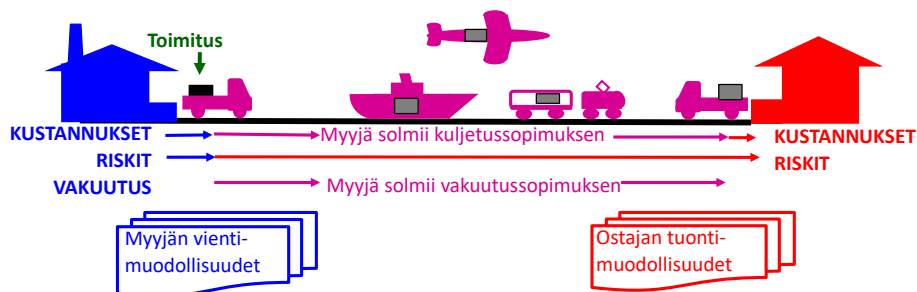 Toimitus
KUSTANNUKSET Myyjä solmii kuljetussopimuksen KUSTANNUKSET
RISKIT RISKIT
VAKUUTUS Myyjä solmii vakuutussopimuksen
Myyjän vienti-
muodollisuudet
Ostajan tuonti-
muodollisuudet